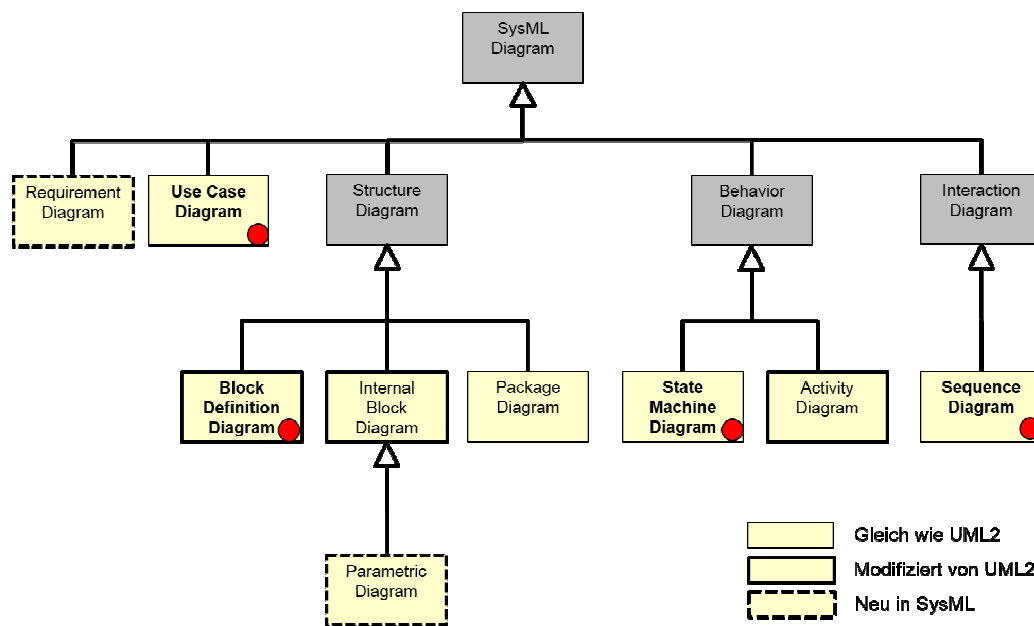 SysML
Diagram
Requirement
Diagram
Use Case
Diagram
Structure
Diagram
Behavior
Diagram
Interaction
Diagram
Block
Definition
Diagram
Internal
Block
Diagram
Package
Diagram
State
Machine
Diagram
Activity
Diagram
Sequence
Diagram
Parametric
Diagram
Gleich wie UML2
Modifiziert von UML2
Neu in SysML